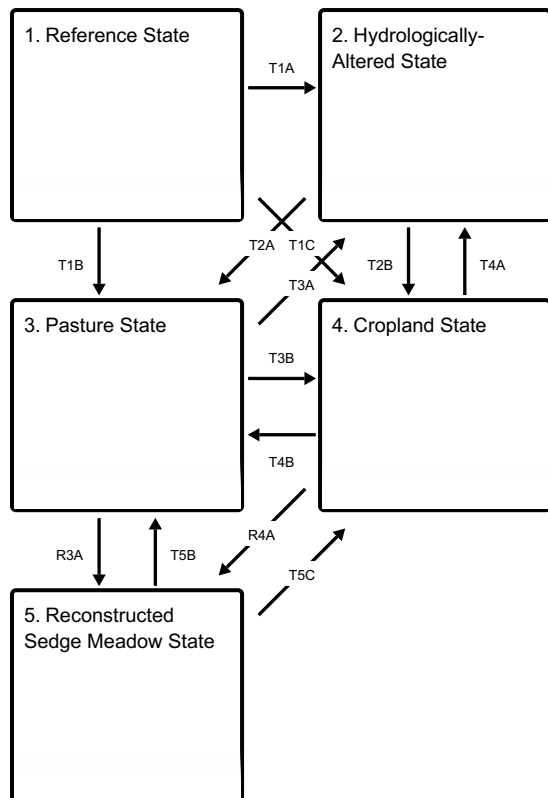 1. Reference State
2. Hydrologically-
Altered State
T1A
T1B
T2A
T1C
T3A
T2B
T4A
3. Pasture State
4. Cropland State
T3B
T4B
R3A
T5B
R4A
T5C
5. Reconstructed
Sedge Meadow State